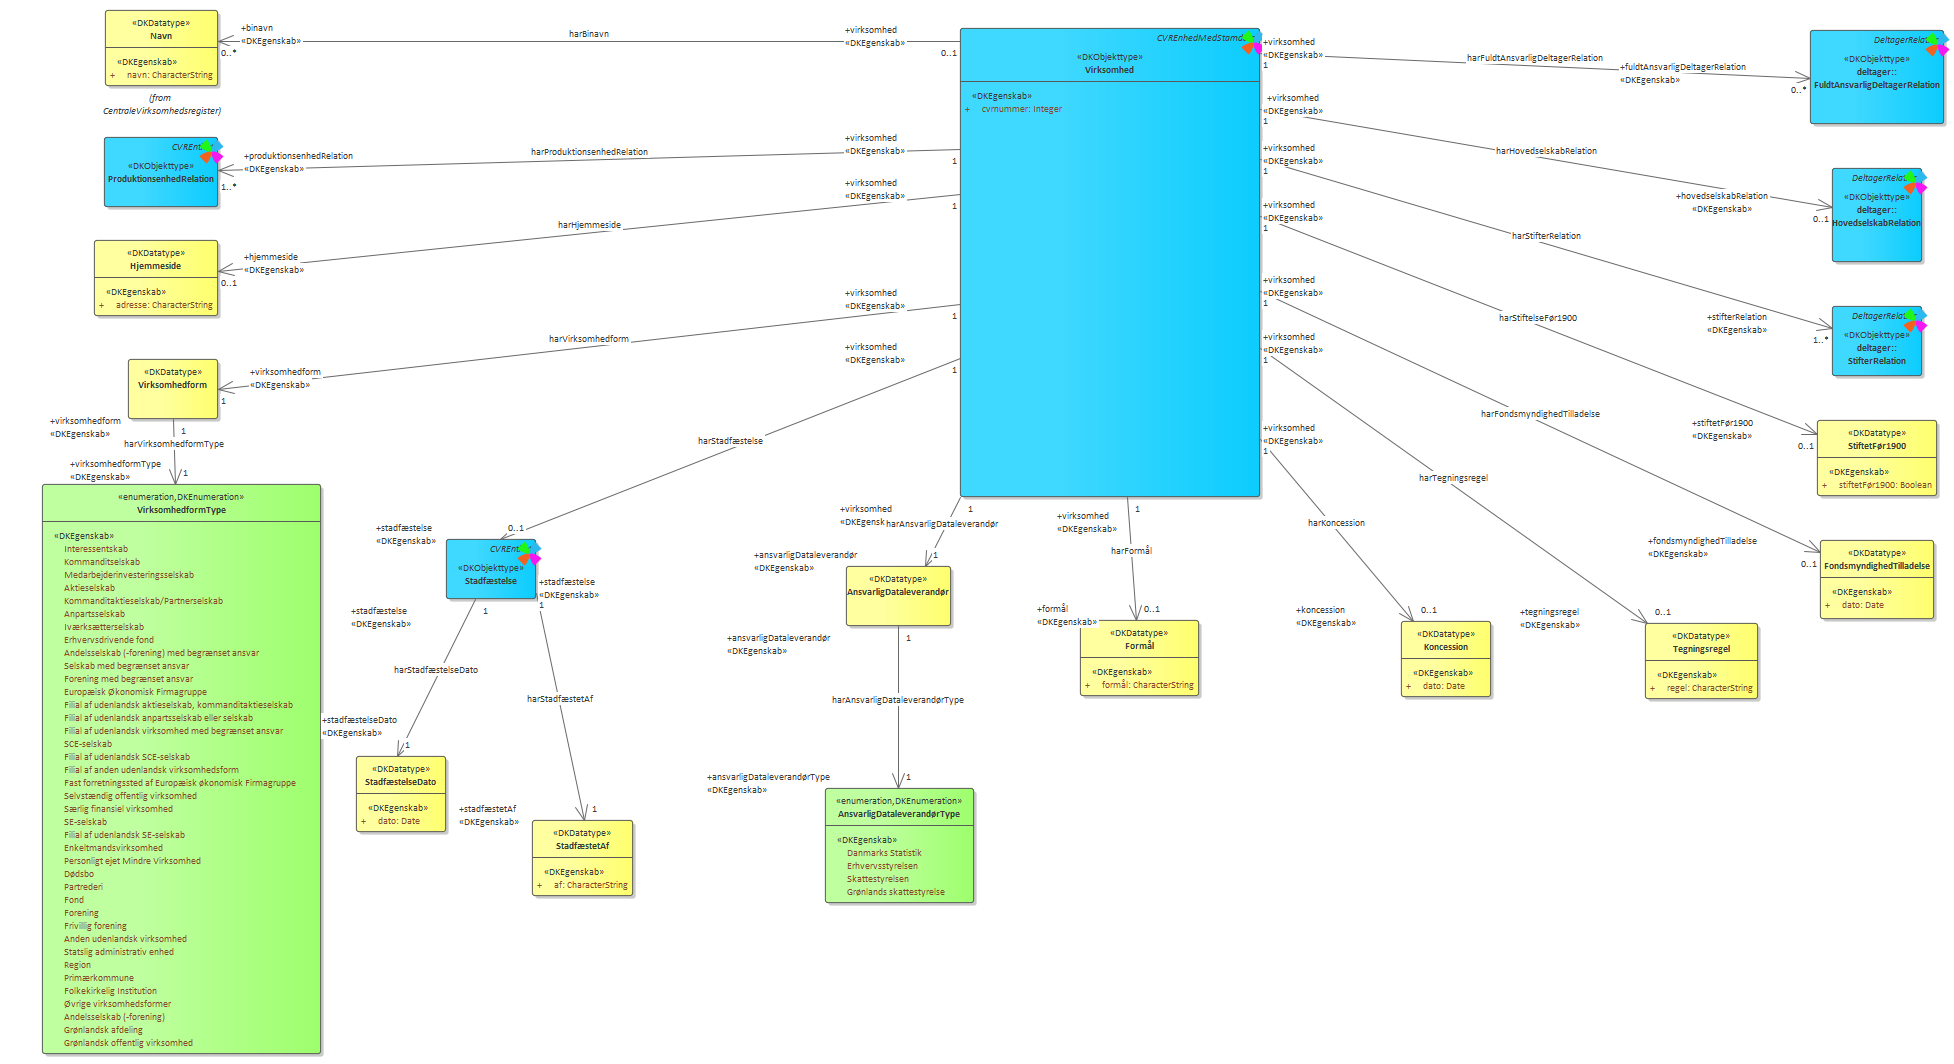 «DKDatatype»
Navn
«DKEgenskab»
+ navn: CharacterString
(from
CentraleVirksomhedsregister)
+binavn
«DKEgenskab»
0..*
harBinavn
+virksomhed
«DKEgenskab»
0..1
«DKObjekttype»
ProduktionsenhedRelation
+produktionsenhedRelation
«DKEgenskab»
1..*
harProduktionsenhedRelation
+virksomhed
«DKEgenskab»
1
«DKDatatype»
Hjemmeside
«DKEgenskab»
+ adresse: CharacterString
+hjemmeside
«DKEgenskab»
0..1
harHjemmeside
+virksomhed
«DKEgenskab»
1
«DKDatatype»
Virksomhedform
+virksomhedform
«DKEgenskab»
1
harVirksomhedform
+virksomhed
«DKEgenskab»
1
+virksomhedform
«DKEgenskab»
1
harVirksomhedformType
+virksomhedformType
«DKEgenskab»
1
«enumeration,DKEnumeration»
VirksomhedformType
«DKEgenskab»
Interessentskab
Kommanditselskab
Medarbejderinvesteringsselskab
Aktieselskab
Kommanditaktieselskab/Partnerselskab
Anpartsselskab
Iværksætterselskab
Erhvervsdrivende fond
Andelsselskab (-forening) med begrænset ansvar
Selskab med begrænset ansvar
Forening med begrænset ansvar
Europæisk Økonomisk Firmagruppe
Filial af udenlandsk aktieselskab, kommanditaktieselskab
Filial af udenlandsk anpartsselskab eller selskab
Filial af udenlandsk virksomhed med begrænset ansvar
SCE-selskab
Filial af udenlandsk SCE-selskab
Filial af anden udenlandsk virksomhedsform
Fast forretningssted af Europæisk økonomisk Firmagruppe
Selvstændig offentlig virksomhed
Særlig finansiel virksomhed
SE-selskab
Filial af udenlandsk SE-selskab
Enkeltmandsvirksomhed
Personligt ejet Mindre Virksomhed
Dødsbo
Partrederi
Fond
Forening
Frivillig forening
Anden udenlandsk virksomhed
Statslig administrativ enhed
Region
Primærkommune
Folkekirkelig Institution
Øvrige virksomhedsformer
Andelsselskab (-forening)
Grønlandsk afdeling
Grønlandsk offentlig virksomhed
«DKObjekttype»
Virksomhed
«DKEgenskab»
+ cvrnummer: Integer
+virksomhed
«DKEgenskab»
1
harStadfæstelse
+stadfæstelse
«DKEgenskab»
0..1
«DKObjekttype»
Stadfæstelse
+stadfæstelse
«DKEgenskab»
1
harStadfæstelseDato
+stadfæstelseDato
«DKEgenskab»
1
«DKDatatype»
StadfæstelseDato
«DKEgenskab»
+ dato: Date
+stadfæstelse
«DKEgenskab»
1
harStadfæstetAf
+stadfæstetAf
«DKEgenskab»
1
«DKDatatype»
StadfæstetAf
«DKEgenskab»
+ af: CharacterString
+virksomhed
1
harAnsvarligDataleverandør
+ansvarligDataleverandør
«DKEgenskab»
1
«DKDatatype»
AnsvarligDataleverandør
+ansvarligDataleverandør
«DKEgenskab»
1
harAnsvarligDataleverandørType
+ansvarligDataleverandørType
«DKEgenskab»
1
«enumeration,DKEnumeration»
AnsvarligDataleverandørType
«DKEgenskab»
Danmarks Statistik
Erhvervsstyrelsen
Skattestyrelsen
Grønlands skattestyrelse
+virksomhed
«DKEgenskab»
1
harFormål
+formål
«DKEgenskab»
0..1
«DKDatatype»
Formål
«DKEgenskab»
+ formål: CharacterString
+virksomhed
«DKEgenskab»
1
harFuldtAnsvarligDeltagerRelation
+fuldtAnsvarligDeltagerRelation
«DKEgenskab»
0..*
«DKObjekttype»
deltager::
FuldtAnsvarligDeltagerRelation
+virksomhed
«DKEgenskab»
1
harHovedselskabRelation
+hovedselskabRelation
«DKEgenskab»
0..1
«DKObjekttype»
deltager::
HovedselskabRelation
+virksomhed
«DKEgenskab»
1
harStifterRelation
+stifterRelation
«DKEgenskab»
1..*
«DKObjekttype»
deltager::
StifterRelation
+virksomhed
«DKEgenskab»
1
harStiftelseFør1900
+stiftetFør1900
«DKEgenskab»
0..1
«DKDatatype»
StiftetFør1900
«DKEgenskab»
+ stiftetFør1900: Boolean
+virksomhed
«DKEgenskab»
1
harFondsmyndighedTilladelse
+fondsmyndighedTilladelse
«DKEgenskab»
0..1
«DKDatatype»
FondsmyndighedTilladelse
«DKEgenskab»
+ dato: Date
+virksomhed
«DKEgenskab»
1
harTegningsregel
+tegningsregel
«DKEgenskab»
0..1
«DKDatatype»
Tegningsregel
«DKEgenskab»
+ regel: CharacterString
+virksomhed
«DKEgenskab»
1
harKoncession
+koncession
«DKEgenskab»
0..1
«DKDatatype»
Koncession
«DKEgenskab»
+ dato: Date